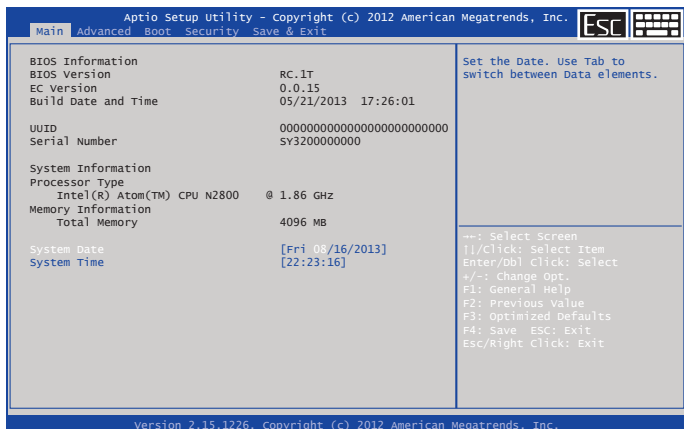 Aptio Setup Utility - Copyright (c) 2012 American Megatrends, Inc.
Main Advanced Boot Security Save & Exit
Esc
BIOS Information
BIOS Version RC.1T
EC Version 0.0.15
Build Date and Time 05/21/2013 17:26:01
UUID 0000000000000000000000000
Serial Number SY3200000000
System Information
Processor Type
Intel(R) Atom(TM) CPU N2800 @ 1.86 GHz
Memory Information
Total Memory 4096 MB
System Date [Fri 08/16/2013]
System Time [22:23:16]
Set the Date. Use Tab to
switch between Data elements.
→←: Select Screen
↑↓/Click: Select Item
Enter/Dbl Click: Select
+/-: Change Opt.
F1: General Help
F2: Previous Value
F3: Optimized Defaults
F4: Save ESC: Exit
Esc/Right Click: Exit
Version 2.15.1226. Copyright (c) 2012 American Megatrends, Inc.